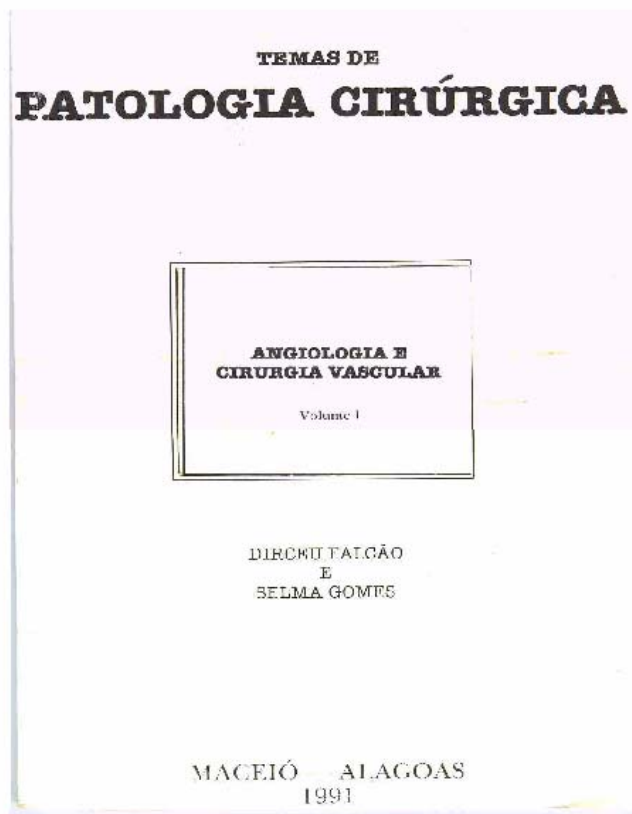 TEMAS DE
PATOLOGIA CIRÚRGICA
ANGIOLOGIA E
CIRURGIA VASCULAR
Volume I
DIRCEU FALCÃO
E
SELMA GOMES
MACEIÓ — ALAGOAS
1991